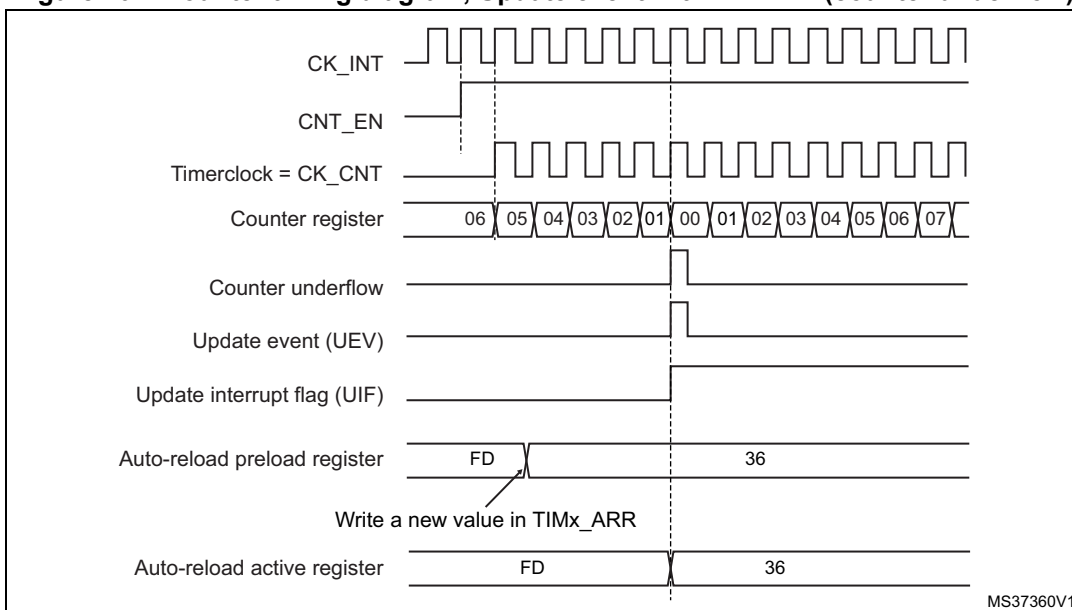 CK_INT
CNT_EN
Timerclock = CK_CNT
Counter register 06 05 04 03 02 01 00 01 02 03 04 05 06 07
Counter underflow
Update event (UEV)
Update interrupt flag (UIF)
Auto-reload preload register FD 36
Write a new value in TIMx_ARR
Auto-reload active register FD 36
MS37360V1